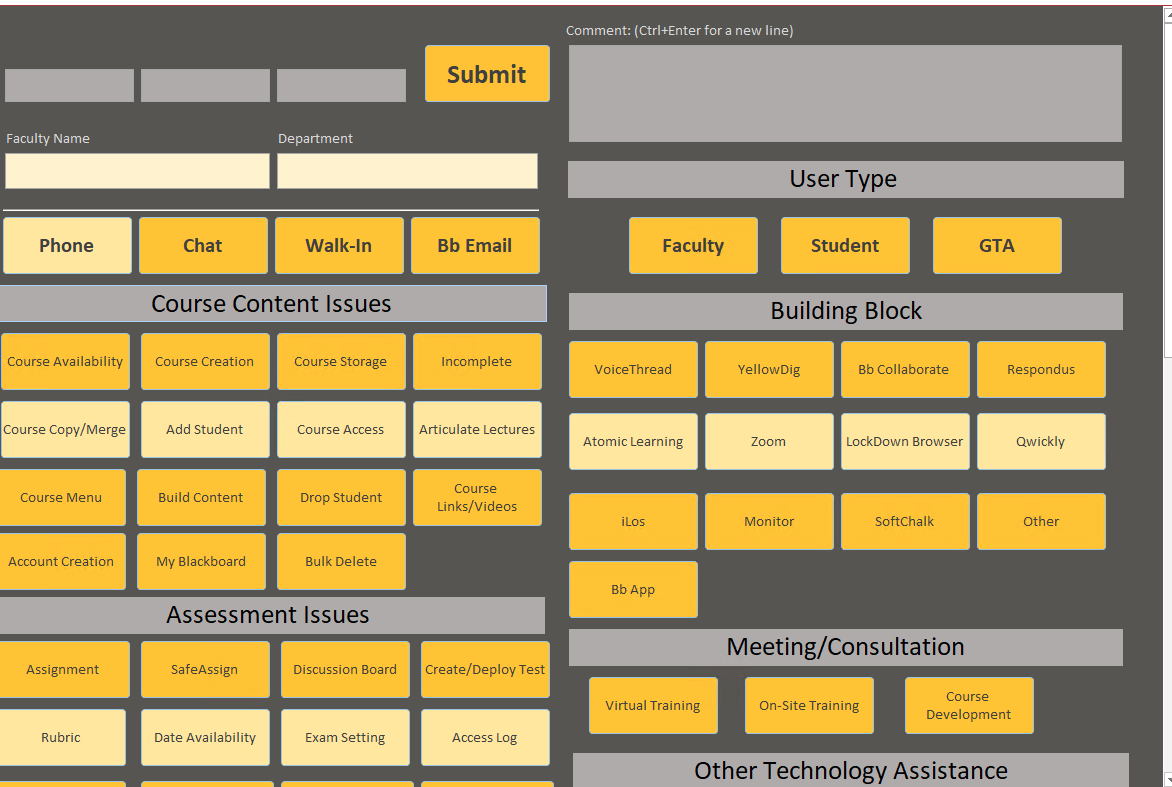 Comment: (Ctrl+Enter for a new line)
Submit
Faculty Name
Department
User Type
Phone
Chat
Walk-In
Bb Email
Faculty
Student
GTA
Course Content Issues
Course Availability
Course Creation
Course Storage
Incomplete
Course Copy/Merge
Add Student
Course Access
Articulate Lectures
Course Menu
Build Content
Drop Student
Course
Links/Videos
Account Creation
My Blackboard
Bulk Delete
Assessment Issues
Assignment
SafeAssign
Discussion Board
Create/Deploy Test
Rubric
Date Availability
Exam Setting
Access Log
Building Block
VoiceThread
YellowDig
Bb Collaborate
Respondus
Atomic Learning
Zoom
LockDown Browser
Qwickly
iLos
Monitor
SoftChalk
Other
Bb App
Meeting/Consultation
Virtual Training
On-Site Training
Course
Development
Other Technology Assistance